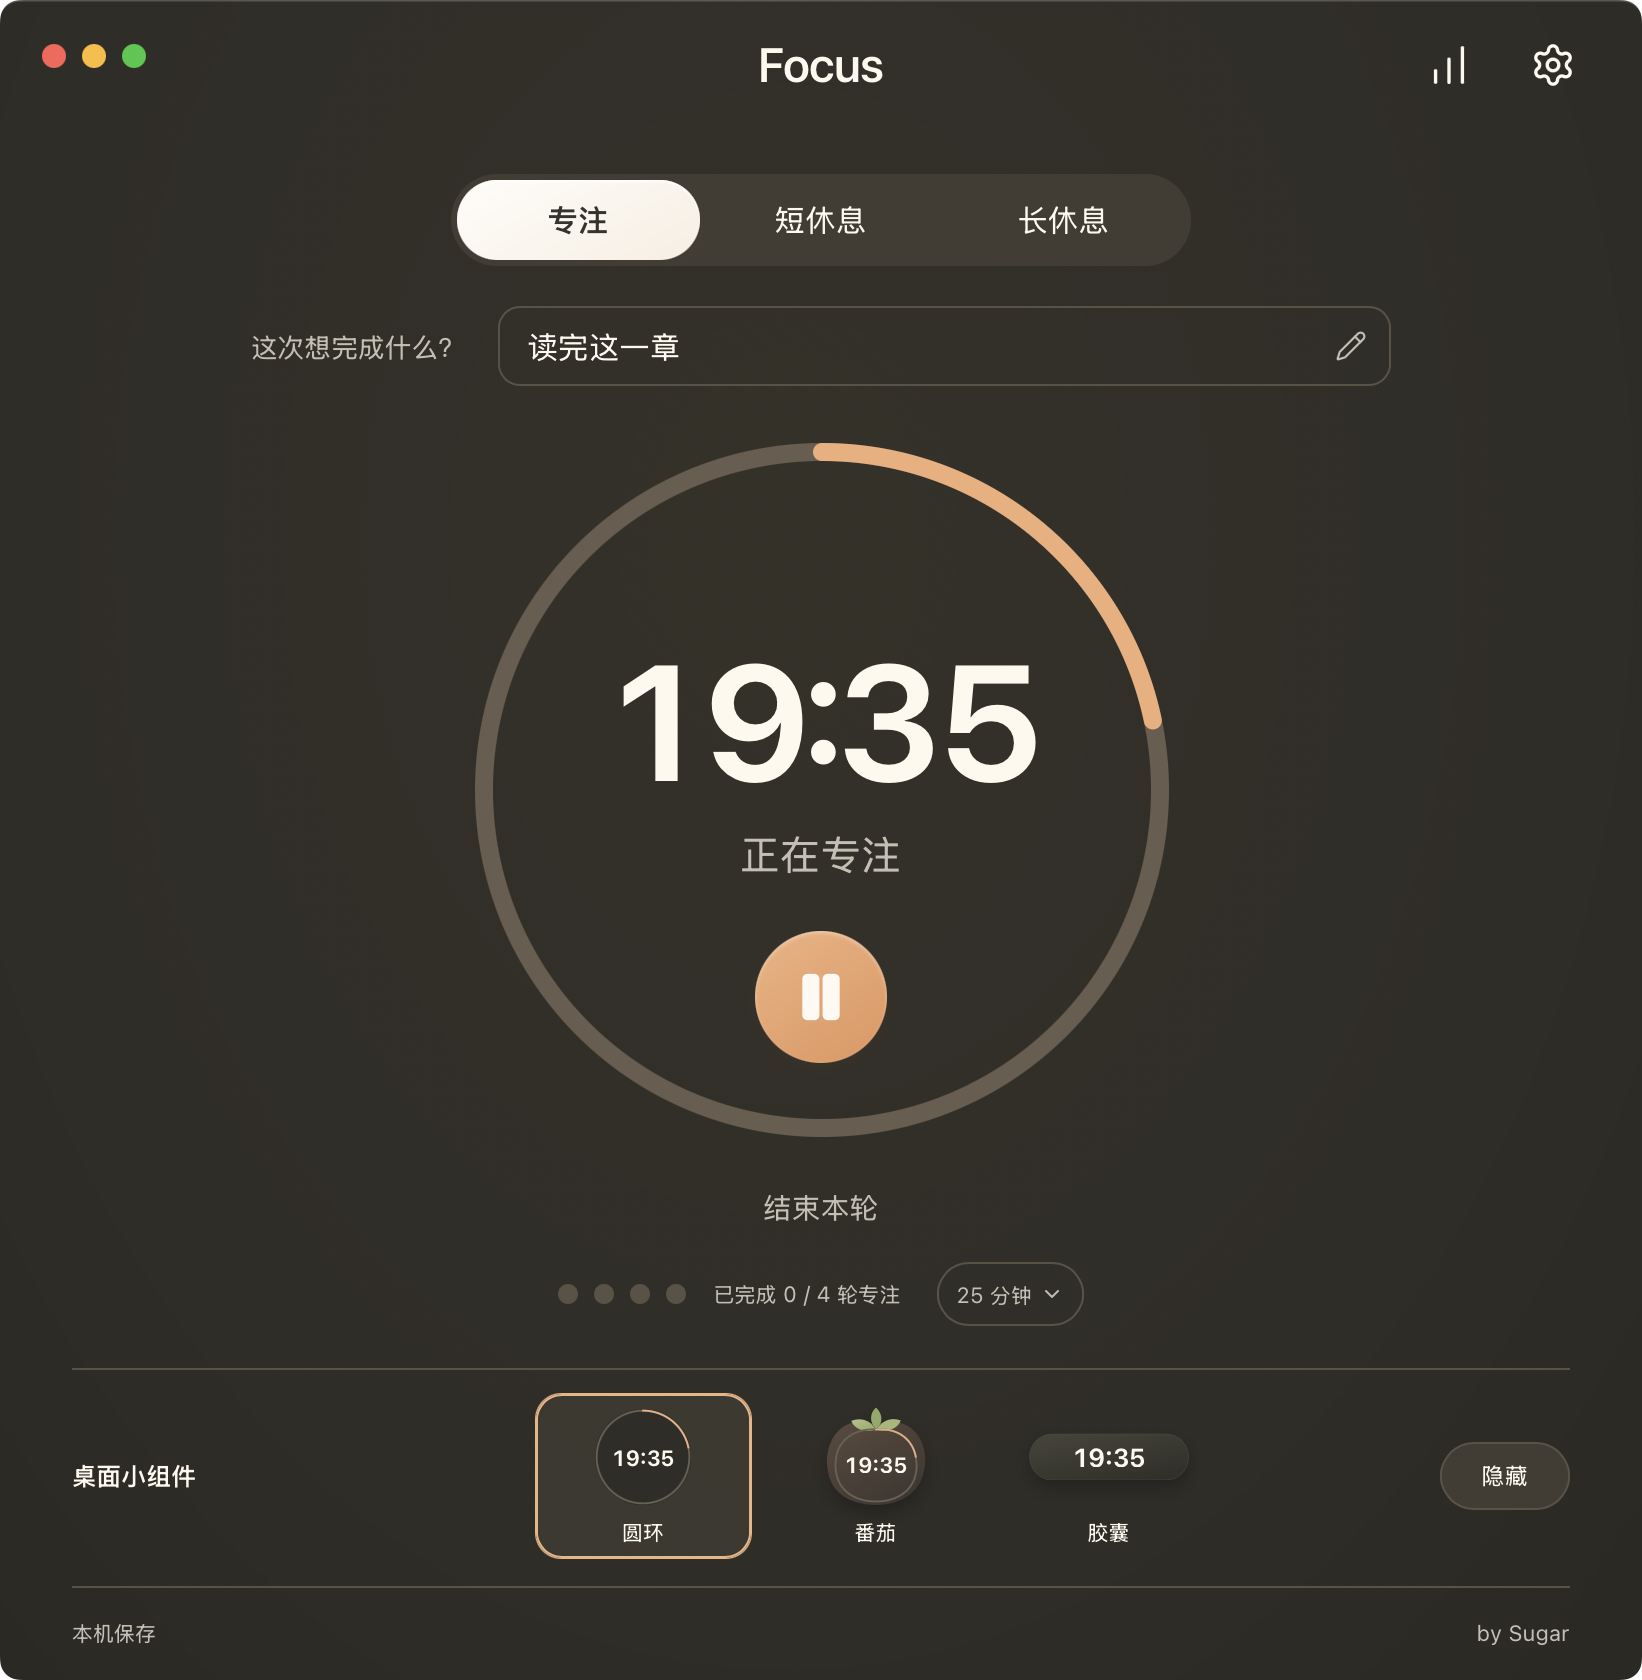 Focus
专注
短休息
长休息
这次想完成什么?
读完这一章
19:35
正在专注
结束本轮
已完成 0 / 4 轮专注
25 分钟
桌面小组件
19:35
圆环
19:35
番茄
19:35
胶囊
隐藏
本机保存
by Sugar